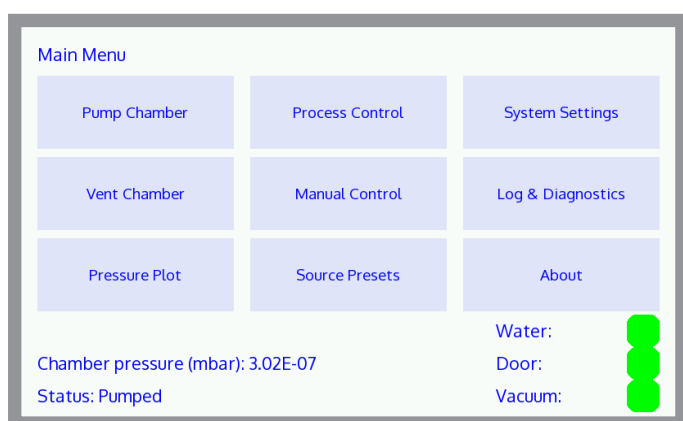 Main Menu
Pump Chamber
Process Control
System Settings
Vent Chamber
Manual Control
Log & Diagnostics
Pressure Plot
Source Presets
About
Water:
Chamber pressure (mbar): 3.02E-07
Door:
Status: Pumped
Vacuum: